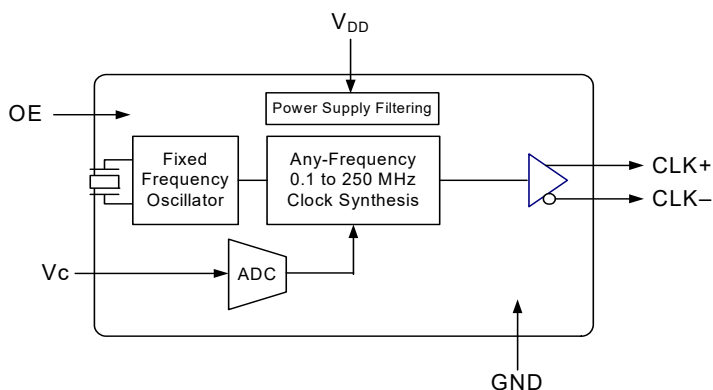 VDD
Power Supply Filtering
OE
Fixed
Frequency
Oscillator
Any-Frequency
0.1 to 250 MHz
Clock Synthesis
CLK+
CLK–
Vc
ADC
GND